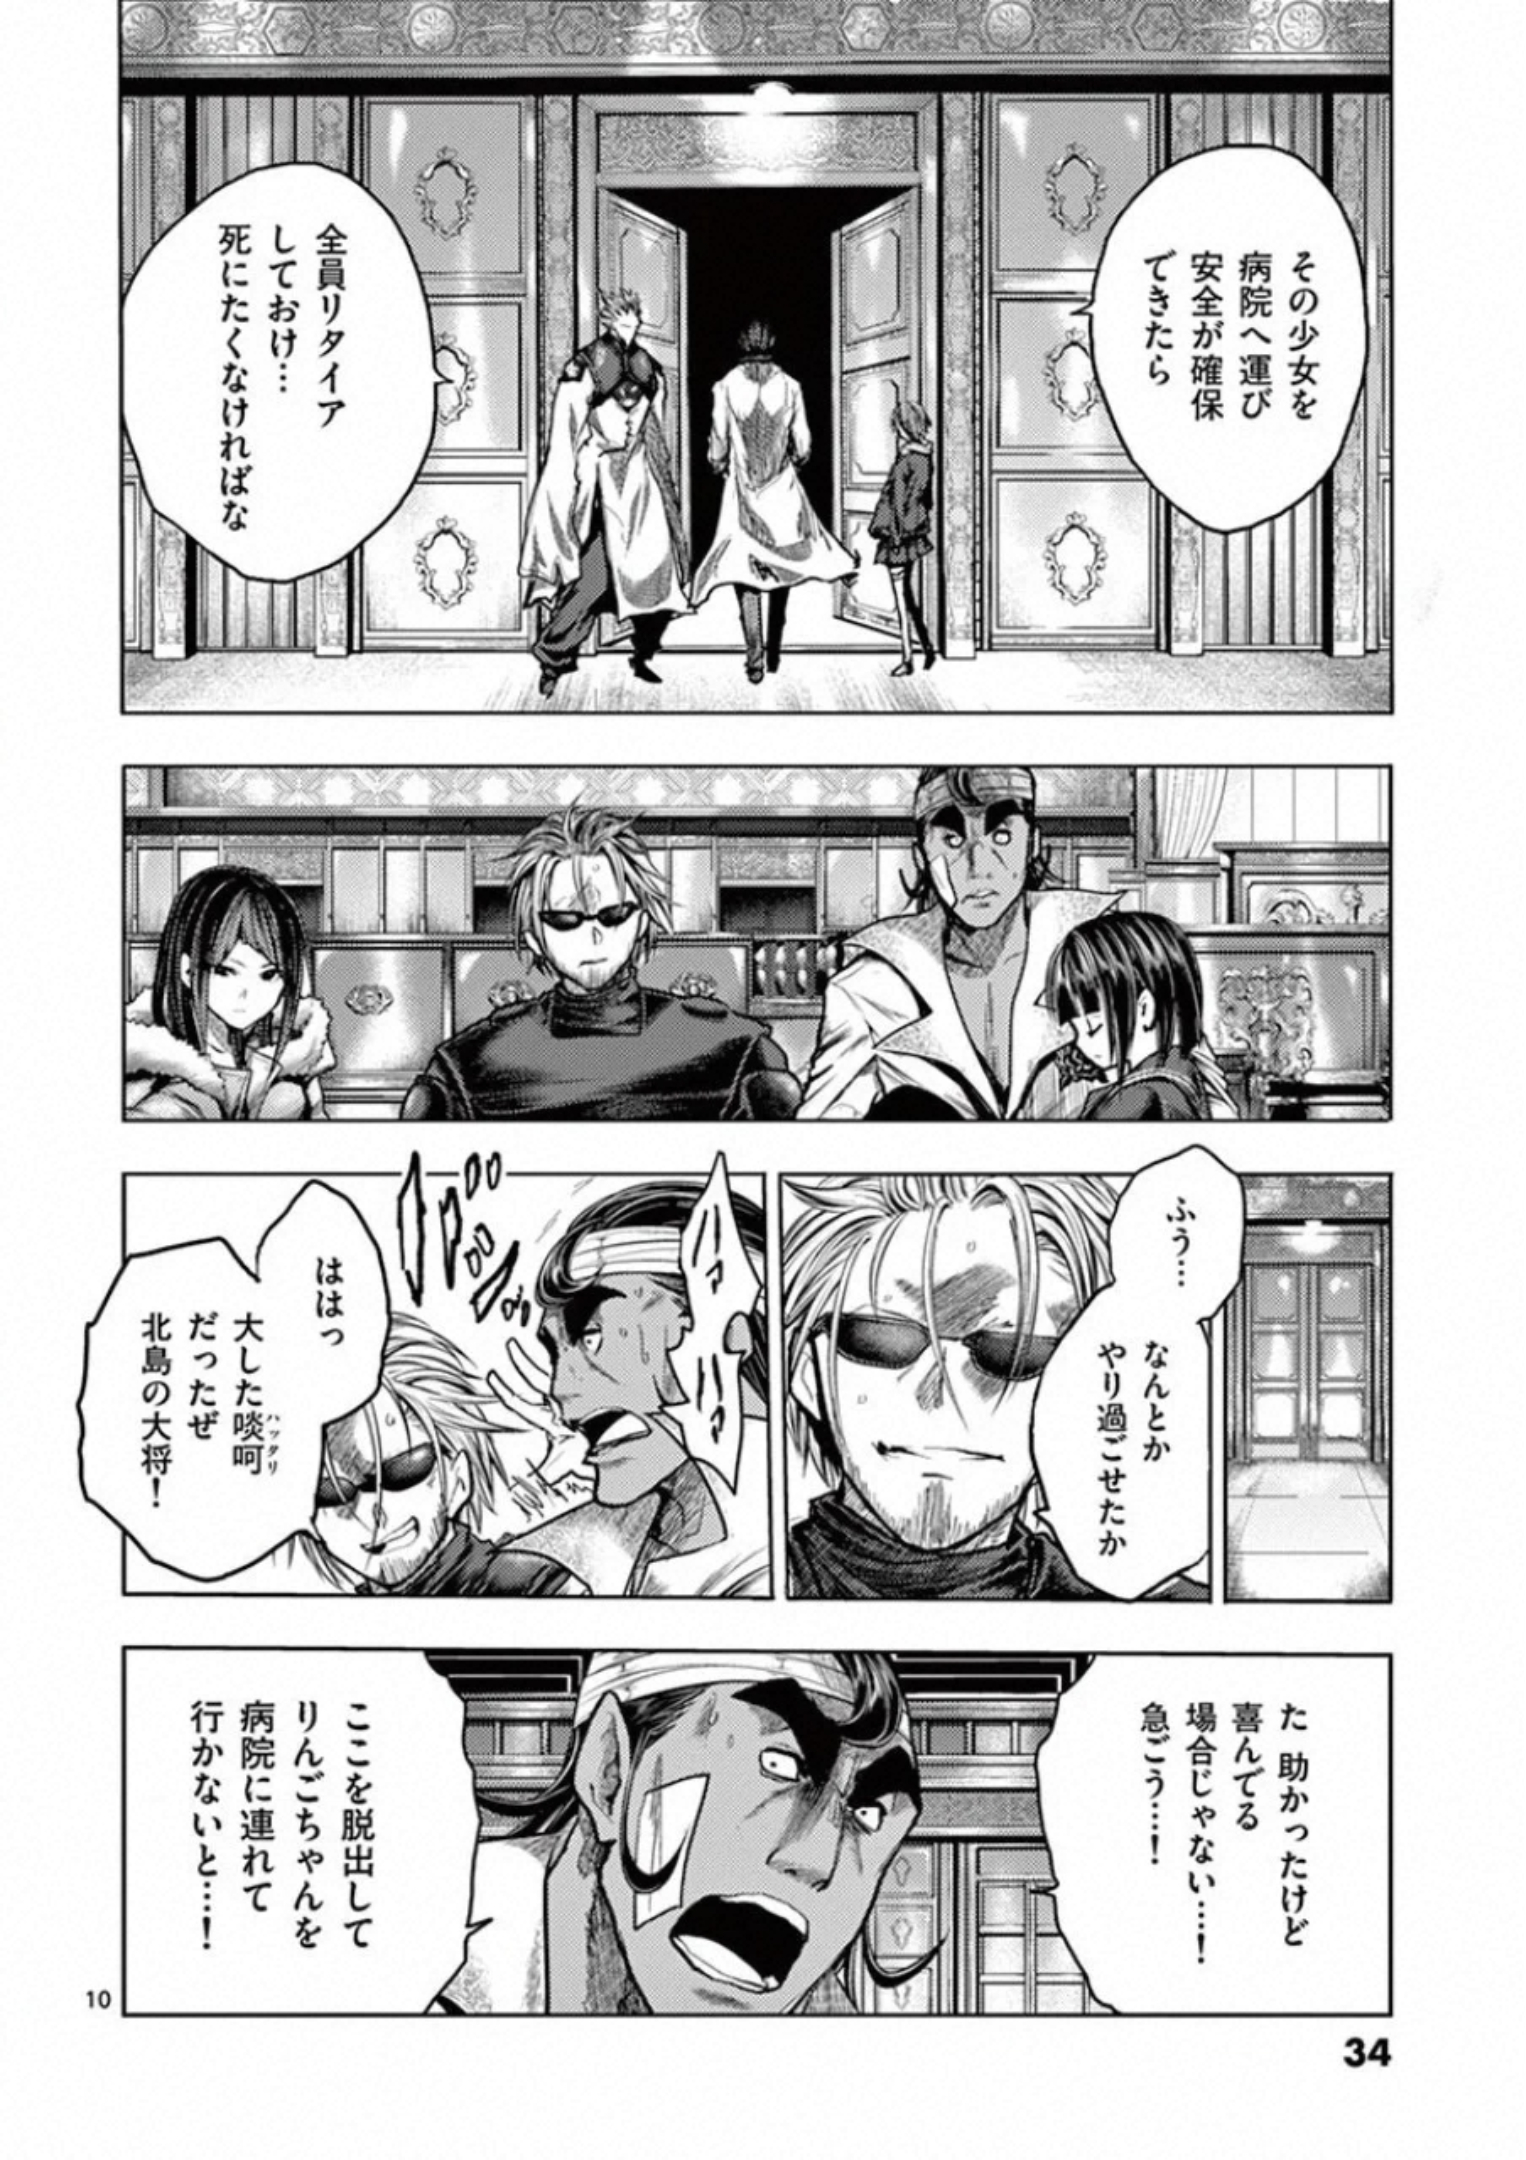 その少女を
病院へ運び
安全が確保
できたら
全員リタイア
しておけ…
死にたくなければな
ふう…
なんとか
やり過ごせたか
ハァ
ははっ
大した啖呵
ハッタリ
だったぜ
北島の大将！
た 助かったけど
喜んでる
場合じゃない…！
急ごう…！
ここを脱出して
りんごちゃんを
病院に連れて
行かないと…！
10
34